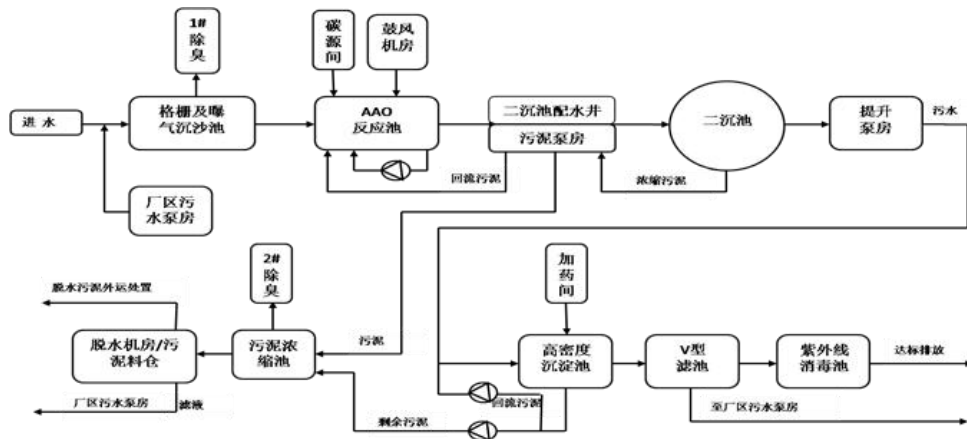 1#
除
臭
碳
源
间
鼓风
机房
进 水
格栅及曝
气沉沙池
AAO
反应池
二沉池配水井
污泥泵房
二沉池
提升
泵房
污水
回流污泥
浓缩污泥
厂区污
水泵房
2#
除
臭
加
药
间
脱水污泥外运处置
脱水机房/污
泥料仓
污泥浓
缩池
污泥
高密度
沉淀池
V型
滤池
紫外线
消毒池
达标排放
厂区污水泵房
滤液
回流污泥
剩余污泥
至厂区污水泵房